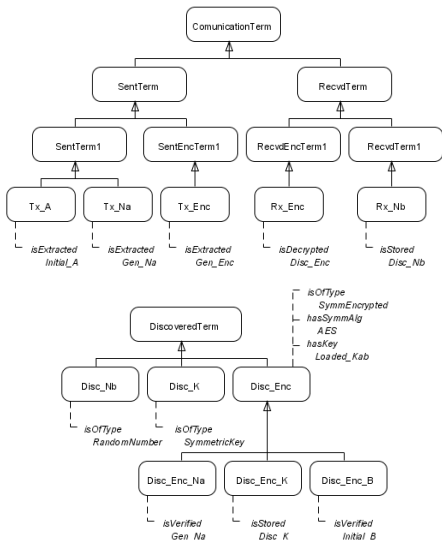 ComunicationTerm
SentTerm
RecvdTerm
SentTerm1
SentEncTerm1
RecvdEncTerm1
RecvdTerm1
Tx_A
Tx_Na
Tx_Enc
Rx_Enc
Rx_Nb
isExtracted
Initial_A
isExtracted
Gen_Na
isExtracted
Gen_Enc
isDecrypted
Disc_Enc
isStored
Disc_Nb
isOfType
SymmEncrypted
hasSymmAlg
AES
hasKey
Loaded_Kab
DiscoveredTerm
Disc_Nb
Disc_K
Disc_Enc
isOfType
RandomNumber
isOfType
SymmetricKey
Disc_Enc_Na
Disc_Enc_K
Disc_Enc_B
isVerified
Gen_Na
isStored
Disc_K
isVerified
Initial_B